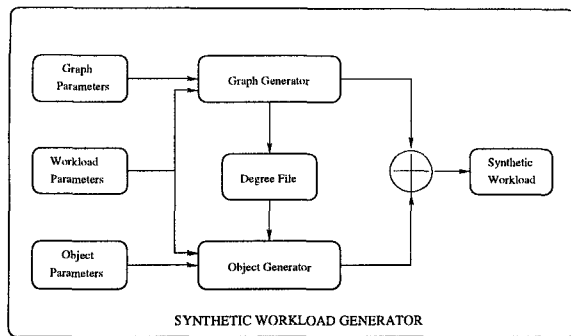 Graph
Parameters
Graph Generator
Workload
Parameters
Degree File
Synthetic
Workload
Object
Parameters
Object Generator
SYNTHETIC WORKLOAD GENERATOR